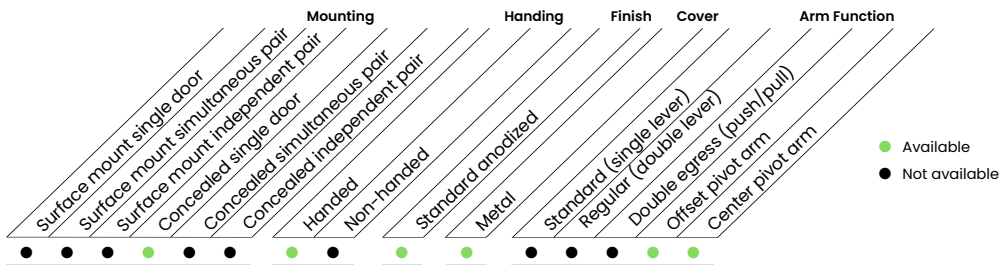 Mounting
Handing
Finish
Cover
Arm Function
Surface mount single door
Surface mount simultaneous pair
Surface mount independent pair
Concealed single door
Concealed simultaneous pair
Concealed independent pair
Handed
Non-handed
Standard anodized
Metal
Standard (single lever)
Regular (double lever)
Double egress (push/pull)
Offset pivot arm
Center pivot arm
Available
Not available